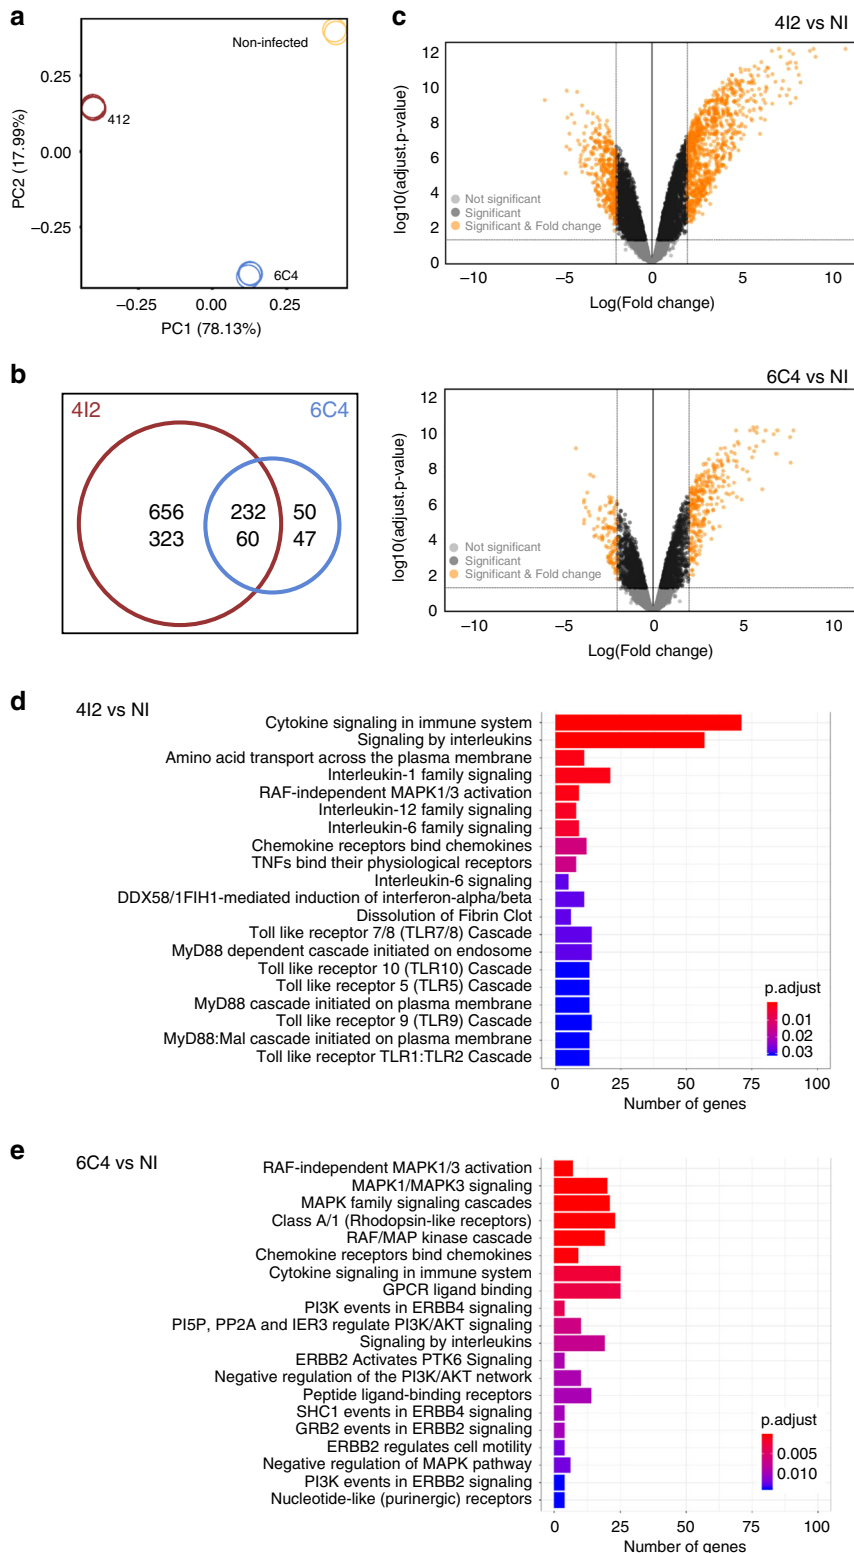 a
Non-infected
412
6C4
0.25
0.00
−0.25
PC2 (17.99%)
−0.25 0.00 0.25
PC1 (78.13%)
b
4I2 6C4
656 232 50
323 60 47
c
4I2 vs NI
12
10
8
6
4
2
0
log10(adjust.p-value)
Not significant
Significant
Significant & Fold change
−10 −5 0 5 10
Log(Fold change)
6C4 vs NI
12
10
8
6
4
2
0
log10(adjust.p-value)
Not significant
Significant
Significant & Fold change
−10 −5 0 5 10
Log(Fold change)
d
4I2 vs NI
Cytokine signaling in immune system
Signaling by interleukins
Amino acid transport across the plasma membrane
Interleukin-1 family signaling
RAF-independent MAPK1/3 activation
Interleukin-12 family signaling
Interleukin-6 family signaling
Chemokine receptors bind chemokines
TNFs bind their physiological receptors
Interleukin-6 signaling
DDX58/1FIH1-mediated induction of interferon-alpha/beta
Dissolution of Fibrin Clot
Toll like receptor 7/8 (TLR7/8) Cascade
MyD88 dependent cascade initiated on endosome
Toll like receptor 10 (TLR10) Cascade
Toll like receptor 5 (TLR5) Cascade
MyD88 cascade initiated on plasma membrane
Toll like receptor 9 (TLR9) Cascade
MyD88:Mal cascade initiated on plasma membrane
Toll like receptor TLR1:TLR2 Cascade
p.adjust
0.01
0.02
0.03
0 25 50 75 100
Number of genes
e
6C4 vs NI
RAF-independent MAPK1/3 activation
MAPK1/MAPK3 signaling
MAPK family signaling cascades
Class A/1 (Rhodopsin-like receptors)
RAF/MAP kinase cascade
Chemokine receptors bind chemokines
Cytokine signaling in immune system
GPCR ligand binding
PI3K events in ERBB4 signaling
PI5P, PP2A and IER3 regulate PI3K/AKT signaling
Signaling by interleukins
ERBB2 Activates PTK6 Signaling
Negative regulation of the PI3K/AKT network
Peptide ligand-binding receptors
SHC1 events in ERBB4 signaling
GRB2 events in ERBB2 signaling
ERBB2 regulates cell motility
Negative regulation of MAPK pathway
PI3K events in ERBB2 signaling
Nucleotide-like (purinergic) receptors
p.adjust
0.005
0.010
0 25 50 75 100
Number of genes